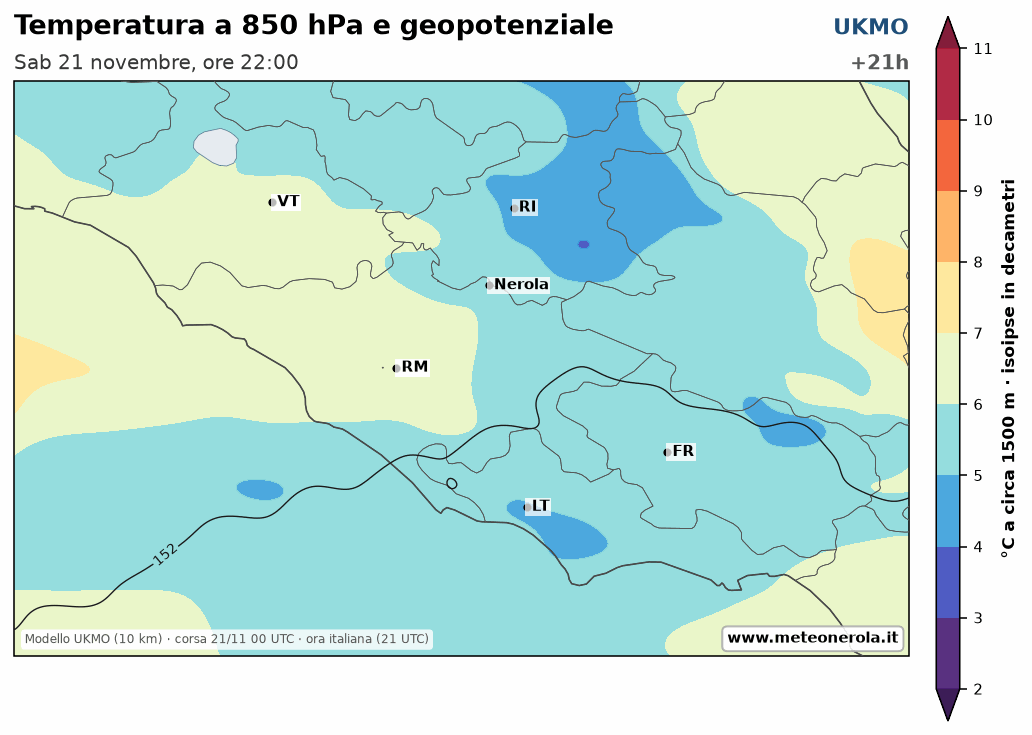 Temperatura a 850 hPa e geopotenziale
UKMO
Sab 21 novembre, ore 22:00
+21h
11
10
9
8
7
6
5
4
3
2
°C a circa 1500 m · isoipse in decametri
VT
RI
Nerola
RM
FR
LT
152
Modello UKMO (10 km) · corsa 21/11 00 UTC · ora italiana (21 UTC)
www.meteonerola.it